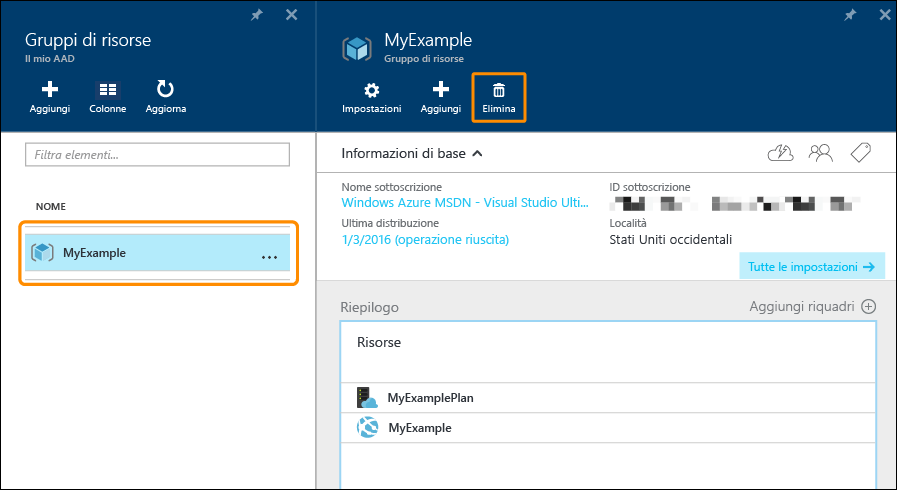 Gruppi di risorse
Il mio AAD
Aggiungi
Colonne
Aggiorna
Filtra elementi...
NOME
MyExample
...
MyExample
Gruppo di risorse
Impostazioni
Aggiungi
Elimina
Informazioni di base
Nome sottoscrizione
Windows Azure MSDN - Visual Studio Ulti...
Ultima distribuzione
1/3/2016 (operazione riuscita)
ID sottoscrizione
Località
Stati Uniti occidentali
Tutte le impostazioni
Riepilogo
Aggiungi riquadri
Risorse
MyExamplePlan
MyExample